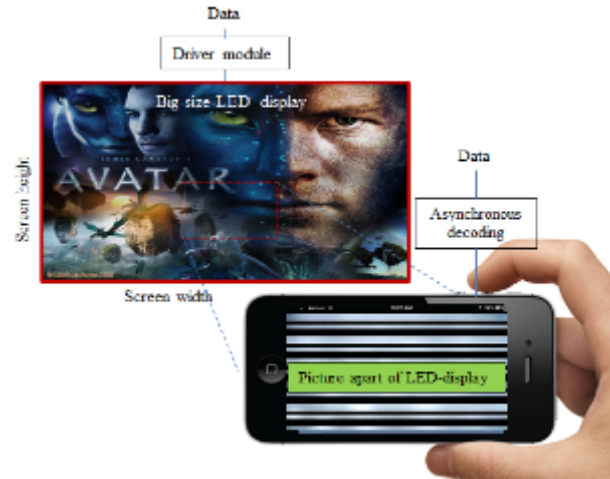 Data
Driver module
Big size LED display
JAMES CAMERON'S
AVATAR
Screen height
Screen width
Data
Asynchronous
decoding
Picture apart of LED-display